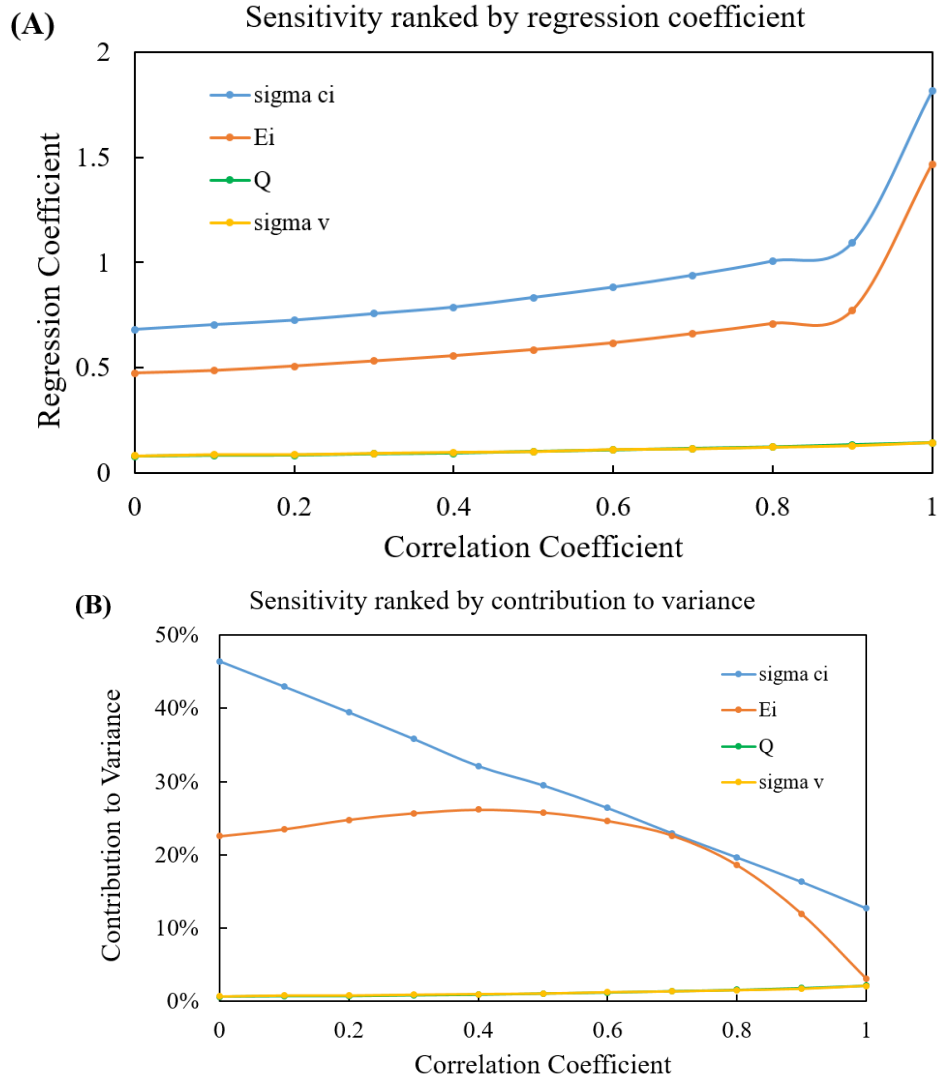 (A)
Sensitivity ranked by regression coefficient
2
1.5
1
0.5
0
Regression Coefficient
sigma ci
Ei
Q
sigma v
0 0.2 0.4 0.6 0.8 1
Correlation Coefficient
(B)
Sensitivity ranked by contribution to variance
50%
40%
30%
20%
10%
0%
Contribution to Variance
sigma ci
Ei
Q
sigma v
0 0.2 0.4 0.6 0.8 1
Correlation Coefficient